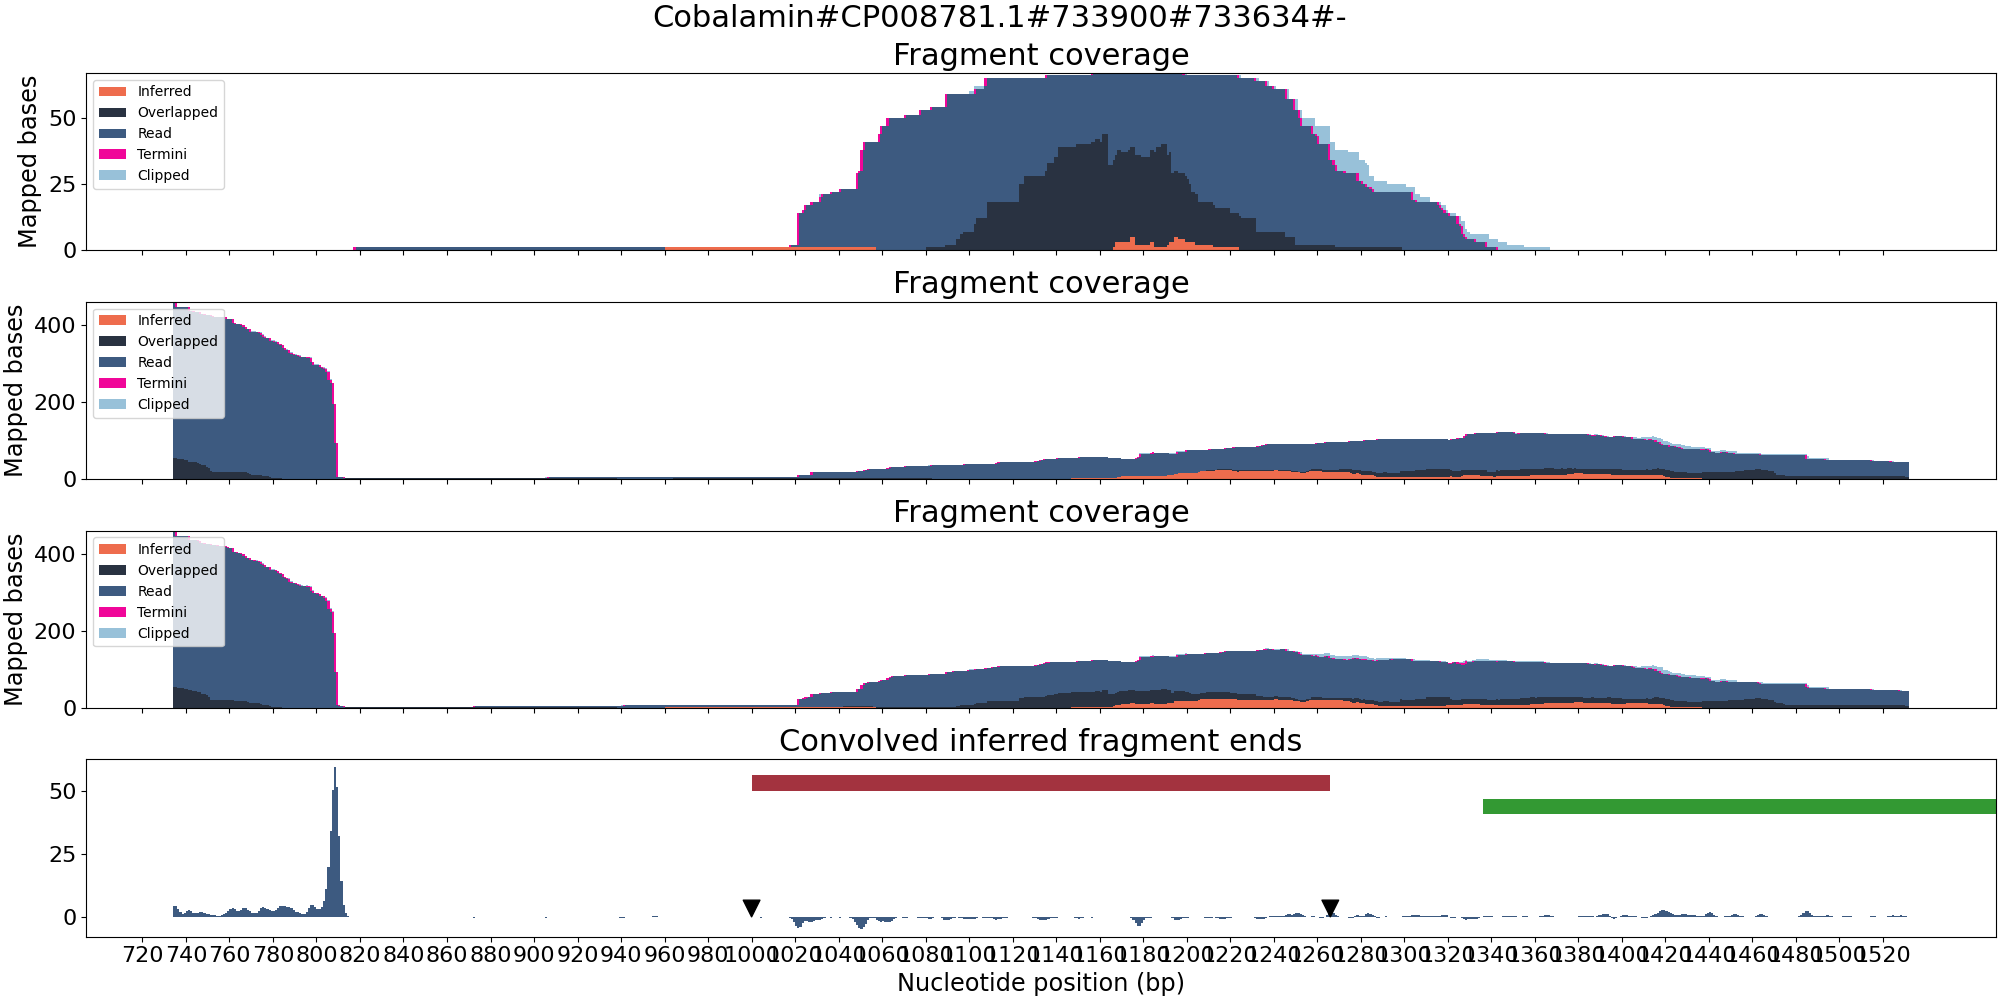 Cobalamin#CP008781.1#733900#733634#-
Fragment coverage
Mapped bases
50
25
0
Inferred
Overlapped
Read
Termini
Clipped
Fragment coverage
Mapped bases
400
200
0
Inferred
Overlapped
Read
Termini
Clipped
Fragment coverage
Mapped bases
400
200
0
Inferred
Overlapped
Read
Termini
Clipped
Convolved inferred fragment ends
50
25
0
720 740 760 780 800 820 840 860 880 900 920 940 960 980 1000 1020 1040 1060 1080 1100 1120 1140 1160 1180 1200 1220 1240 1260 1280 1300 1320 1340 1360 1380 1400 1420 1440 1460 1480 1500 1520
Nucleotide position (bp)